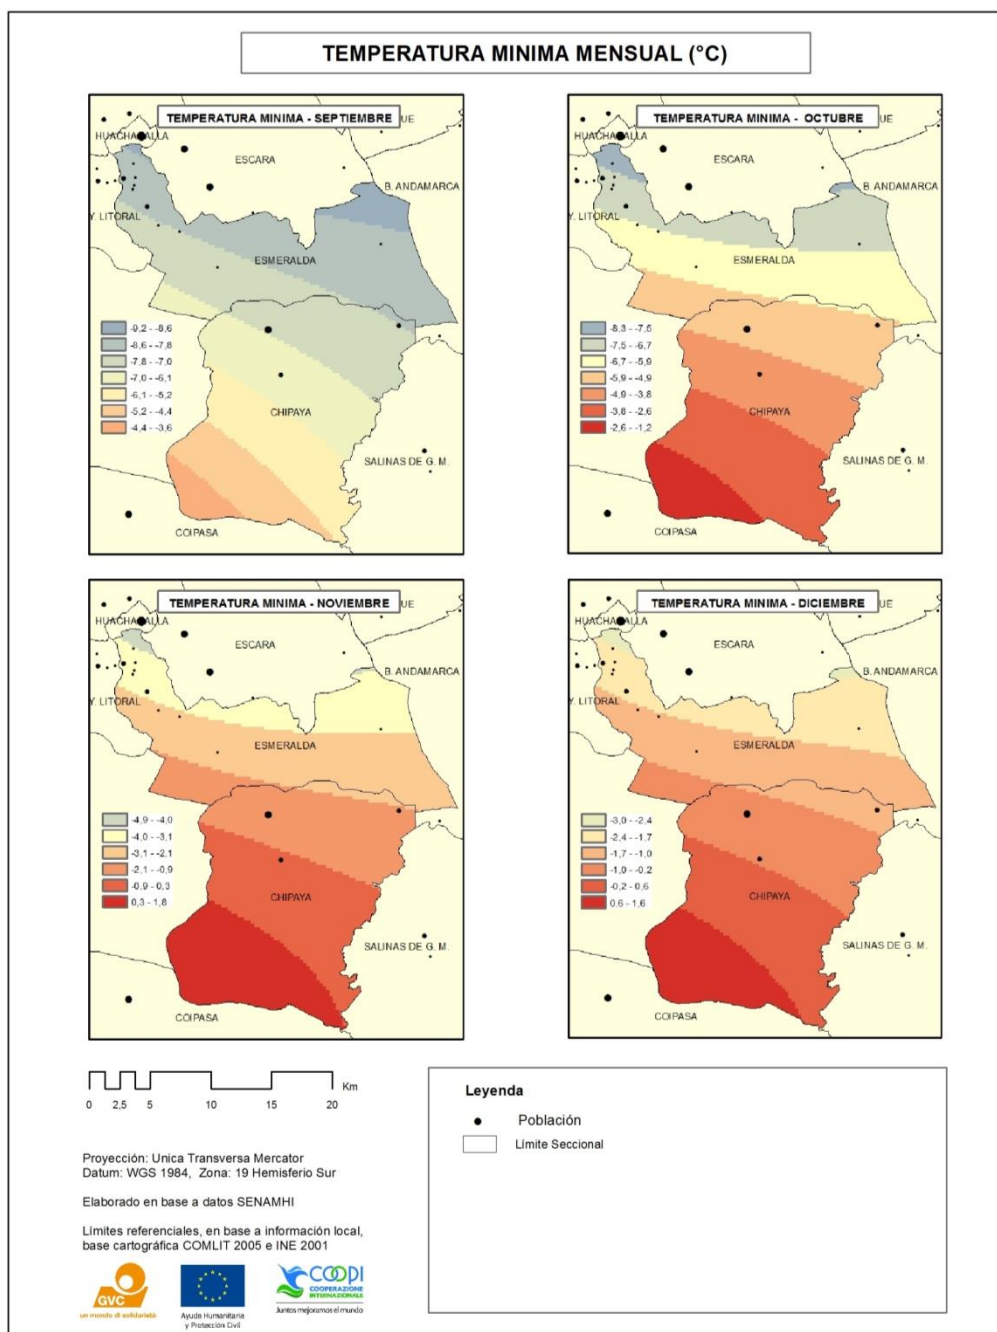 TEMPERATURA MINIMA MENSUAL (°C)
TEMPERATURA MINIMA - SEPTIEMBRE
HUACHACALLA
ESCARA
B. ANDAMARCA
Y. LITORAL
ESMERALDA
-9,2 - -8,6
-8,6 - -7,8
-7,8 - -7,0
-7,0 - -6,1
-6,1 - -5,2
-5,2 - -4,4
-4,4 - -3,6
CHIPAYA
SALINAS DE G. M.
COIPASA
TEMPERATURA MINIMA - OCTUBRE
UE
HUACHACALLA
ESCARA
B. ANDAMARCA
Y. LITORAL
ESMERALDA
-8,3 - -7,5
-7,5 - -6,7
-6,7 - -5,9
-5,9 - -4,9
-4,9 - -3,8
-3,8 - -2,6
-2,6 - -1,2
CHIPAYA
SALINAS DE G. M.
COIPASA
TEMPERATURA MINIMA - NOVIEMBRE
UE
HUACHACALLA
ESCARA
B. ANDAMARCA
Y. LITORAL
ESMERALDA
-4,9 - -4,0
-4,0 - -3,1
-3,1 - -2,1
-2,1 - -0,9
-0,9 - 0,3
0,3 - 1,8
CHIPAYA
SALINAS DE G. M.
COIPASA
TEMPERATURA MINIMA - DICIEMBRE
UE
HUACHACALLA
ESCARA
B. ANDAMARCA
Y. LITORAL
ESMERALDA
-3,0 - -2,4
-2,4 - -1,7
-1,7 - -1,0
-1,0 - -0,2
-0,2 - 0,6
0,6 - 1,6
CHIPAYA
SALINAS DE G. M.
COIPASA
Km
0 2,5 5 10 15 20
Leyenda
Población
Límite Seccional
Proyección: Unica Transversa Mercator
Datum: WGS 1984, Zona: 19 Hemisferio Sur
Elaborado en base a datos SENAMHI
Límites referenciales, en base a información local,
base cartográfica COMLIT 2005 e INE 2001
GVC
un mondo di solidarietà
Ayuda Humanitaria
y Protección Civil
COOPI
COOPERAZIONE
INTERNAZIONALE
Juntos mejoramos el mundo